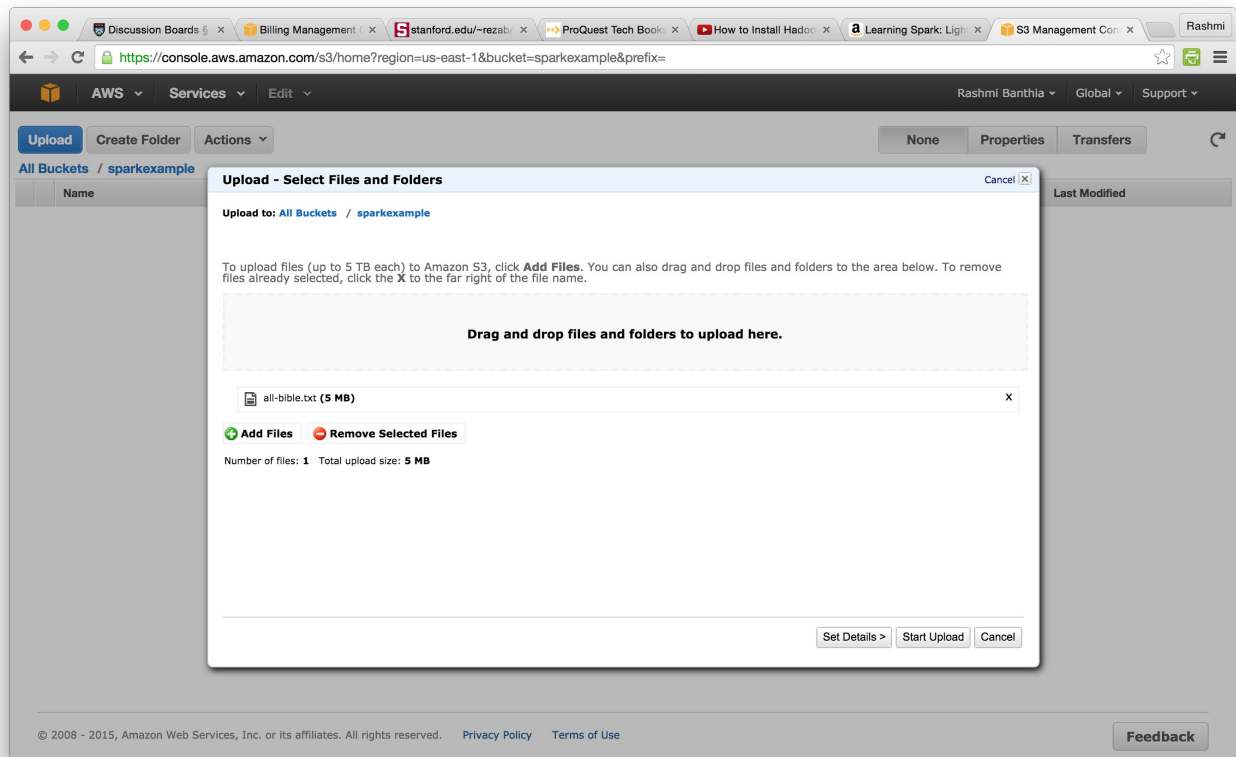 Discussion Boards §
Billing Management C
stanford.edu/~rezab/
ProQuest Tech Books
How to Install Hadoo
Learning Spark: Ligh
S3 Management Con
Rashmi
https://console.aws.amazon.com/s3/home?region=us-east-1&bucket=sparkexample&prefix=
AWS Services Edit Rashmi Banthia Global Support
Upload Create Folder Actions None Properties Transfers
All Buckets / sparkexample
Name Last Modified
Upload - Select Files and Folders Cancel X
Upload to: All Buckets / sparkexample
To upload files (up to 5 TB each) to Amazon S3, click Add Files. You can also drag and drop files and folders to the area below. To remove
files already selected, click the X to the far right of the file name.
Drag and drop files and folders to upload here.
all-bible.txt (5 MB) X
Add Files Remove Selected Files
Number of files: 1 Total upload size: 5 MB
Set Details > Start Upload Cancel
© 2008 - 2015, Amazon Web Services, Inc. or its affiliates. All rights reserved. Privacy Policy Terms of Use Feedback